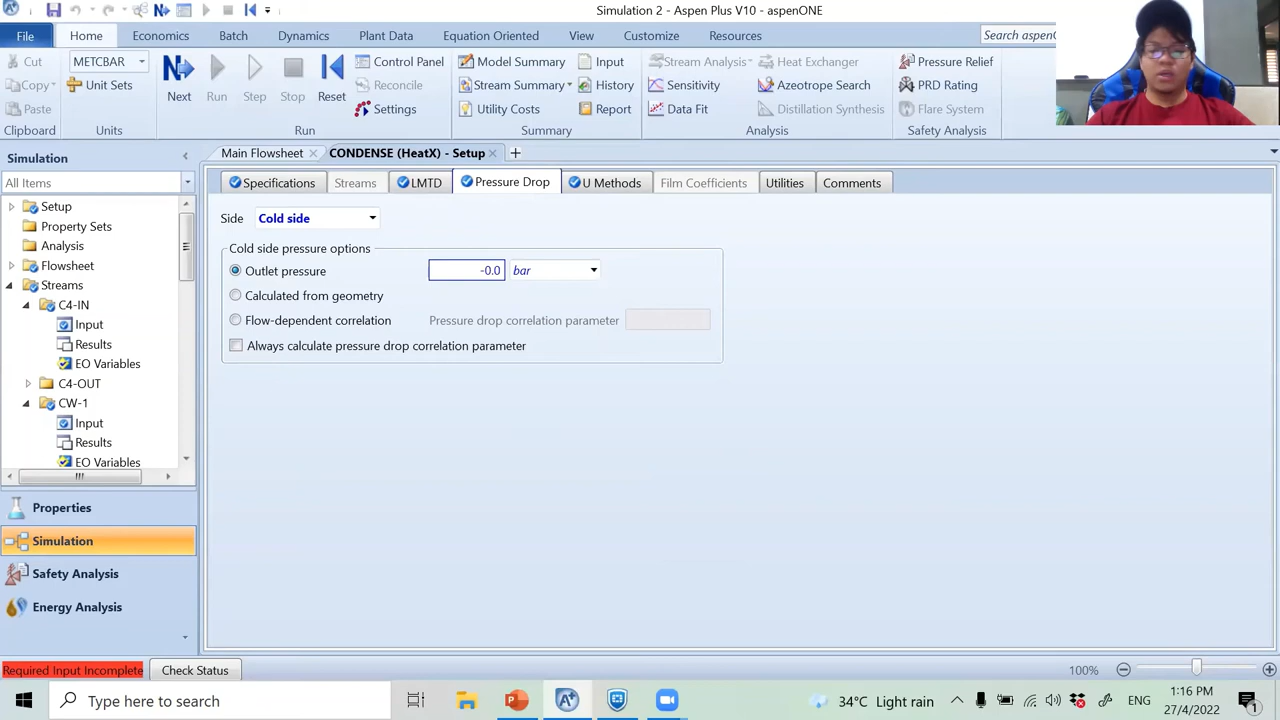 Simulation 2 - Aspen Plus V10 - aspenONE
File Home Economics Batch Dynamics Plant Data Equation Oriented View Customize Resources Search aspen
Cut METCBAR Control Panel Model Summary Input Stream Analysis Heat Exchanger Pressure Relief
Copy Unit Sets Next Run Step Stop Reset Reconcile Stream Summary History Sensitivity Azeotrope Search PRD Rating
Paste Settings Utility Costs Report Data Fit Distillation Synthesis Flare System
Clipboard Units Run Summary Analysis Safety Analysis
Simulation Main Flowsheet CONDENSE (HeatX) - Setup
All Items Specifications Streams LMTD Pressure Drop U Methods Film Coefficients Utilities Comments
Setup
Property Sets
Analysis
Flowsheet
Streams
C4-IN
Input
Results
EO Variables
C4-OUT
CW-1
Input
Results
EO Variables
Side Cold side
Cold side pressure options
Outlet pressure -0.0 bar
Calculated from geometry
Flow-dependent correlation Pressure drop correlation parameter
Always calculate pressure drop correlation parameter
Properties
Simulation
Safety Analysis
Energy Analysis
Required Input Incomplete Check Status 100%
Type here to search 34°C Light rain ENG 1:16 PM
27/4/2022
1